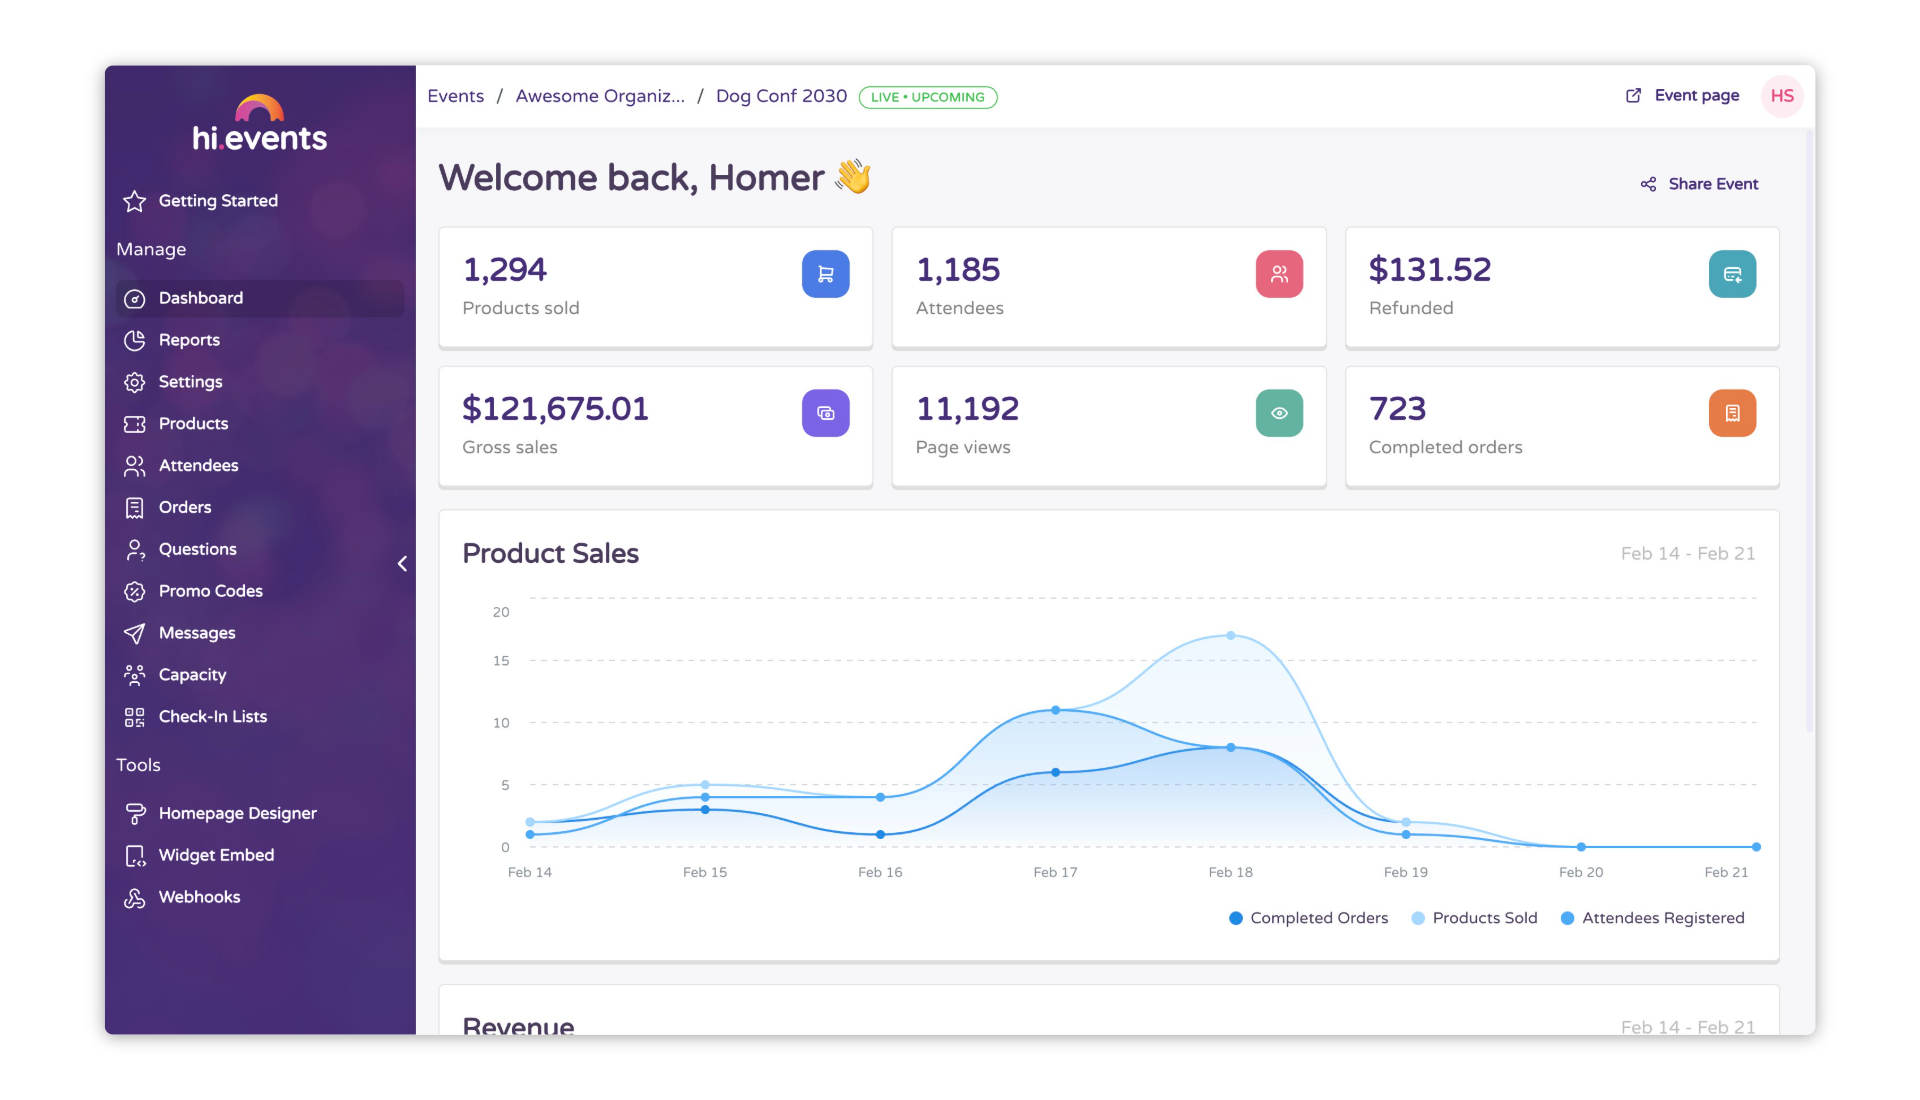 hi.events
Getting Started
Manage
Dashboard
Reports
Settings
Products
Attendees
Orders
Questions
Promo Codes
Messages
Capacity
Check-In Lists
Tools
Homepage Designer
Widget Embed
Webhooks
Events / Awesome Organiz... / Dog Conf 2030 LIVE • UPCOMING
Event page HS
Welcome back, Homer 👋
Share Event
1,294
Products sold
1,185
Attendees
$131.52
Refunded
$121,675.01
Gross sales
11,192
Page views
723
Completed orders
Product Sales
Feb 14 - Feb 21
20
15
10
5
0
Feb 14 Feb 15 Feb 16 Feb 17 Feb 18 Feb 19 Feb 20 Feb 21
Completed Orders Products Sold Attendees Registered
Revenue
Feb 14 - Feb 21